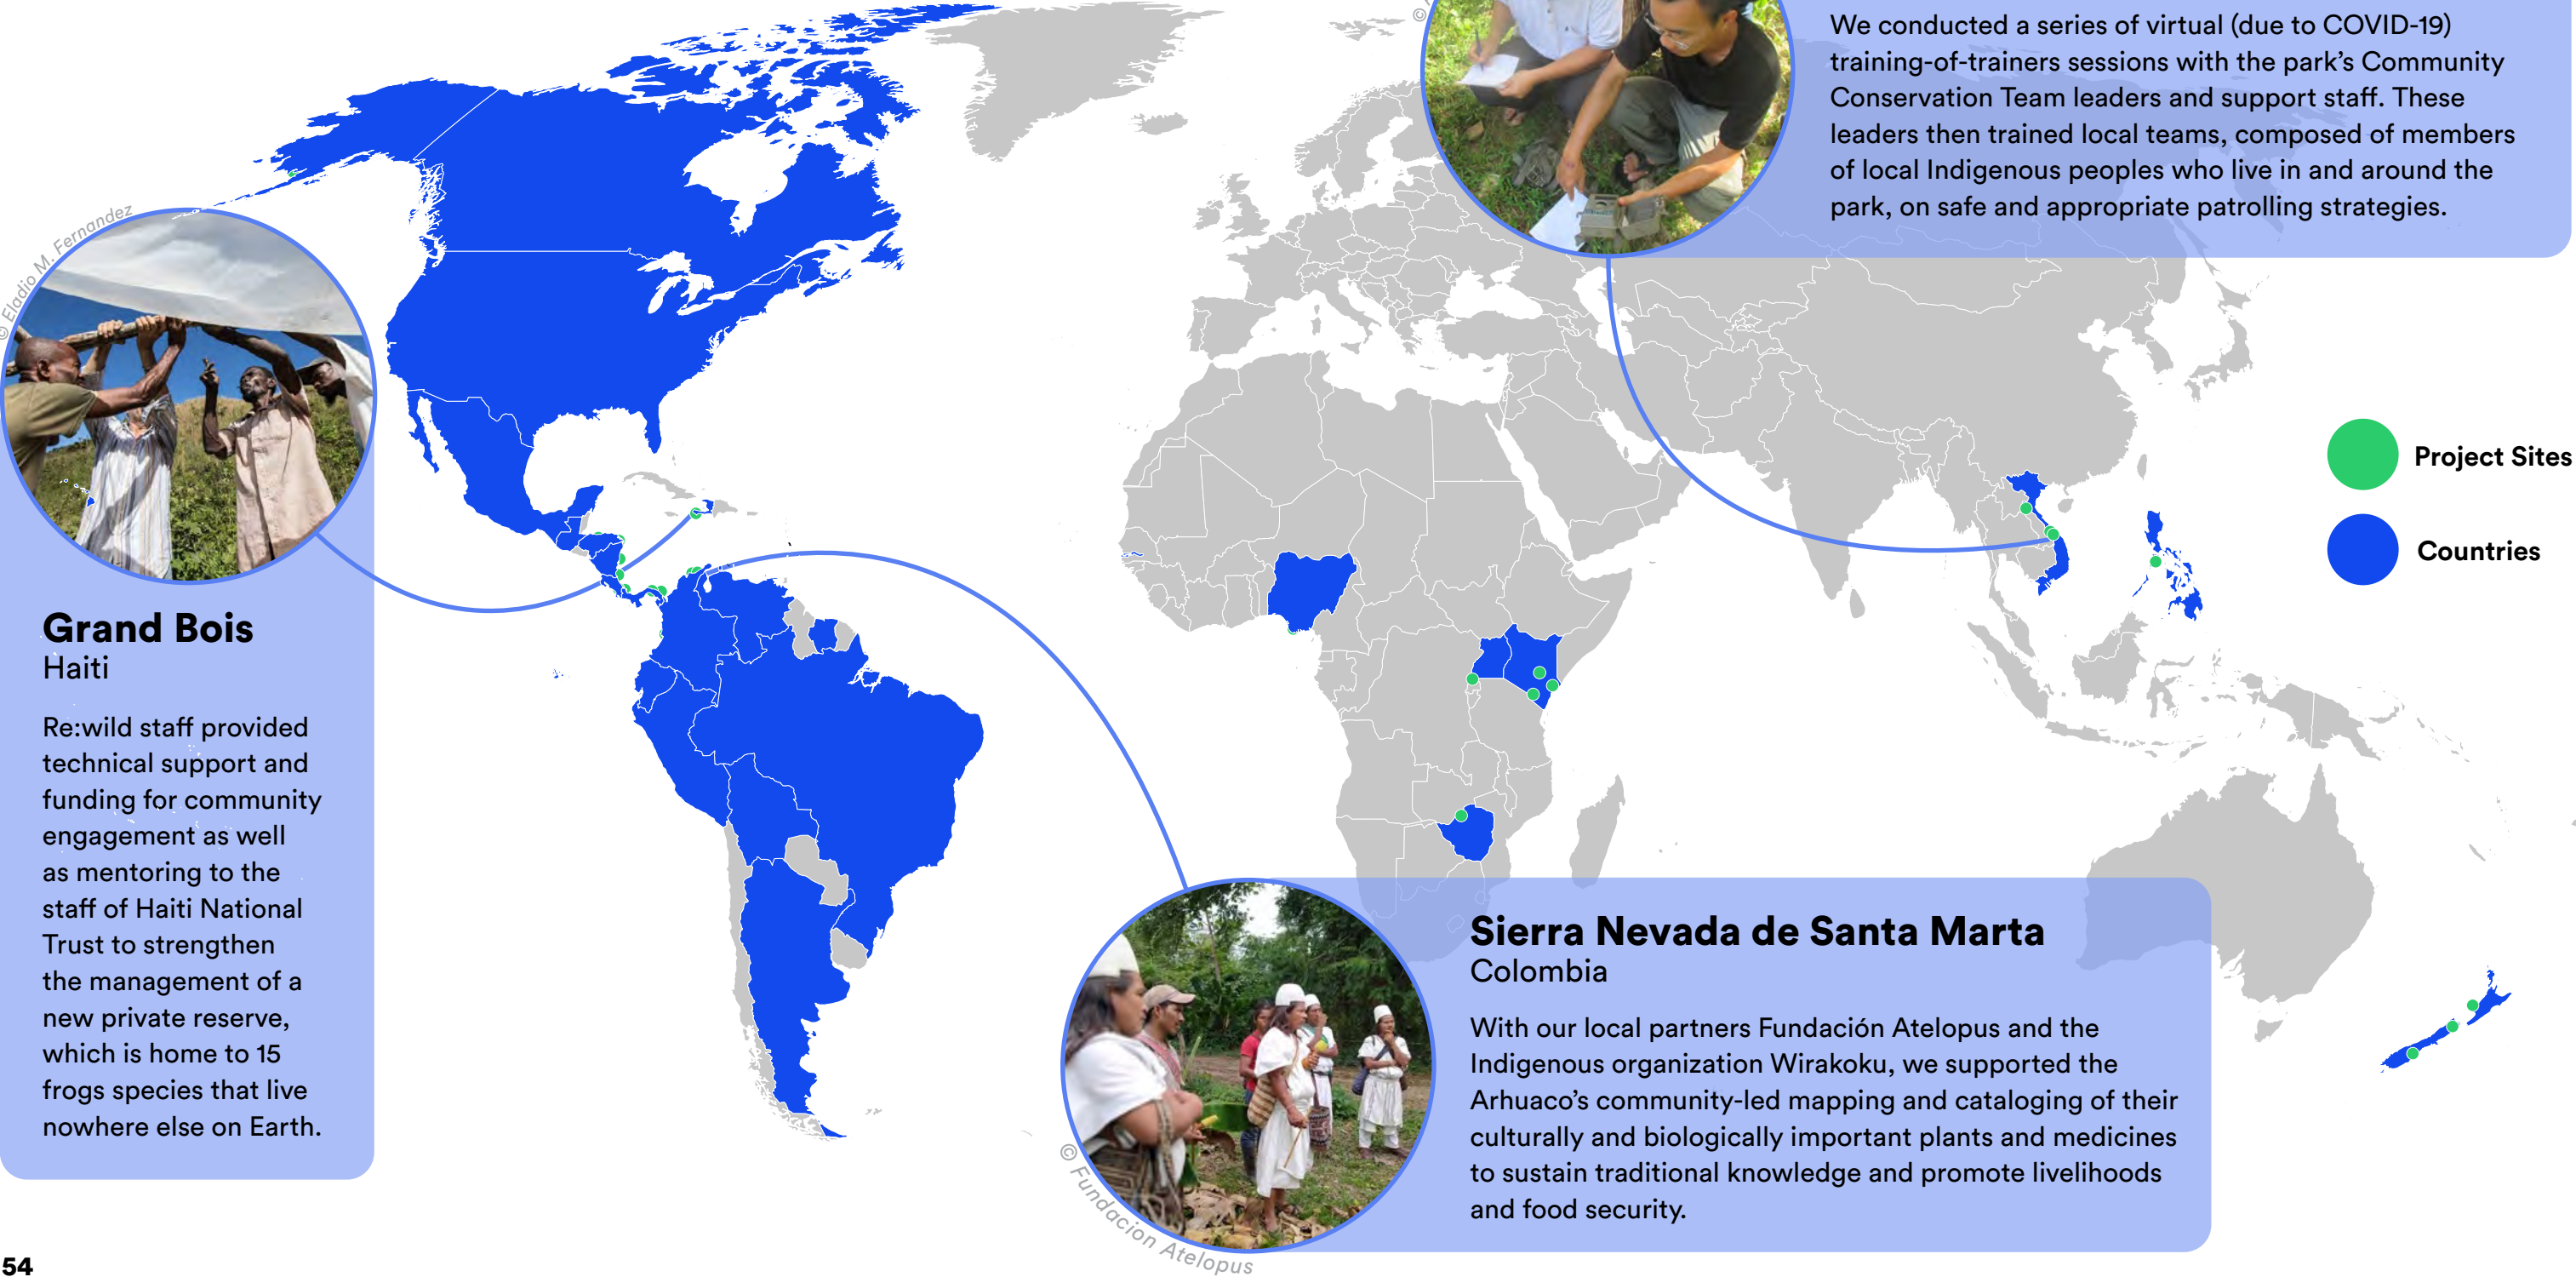 We conducted a series of virtual (due to COVID-19)
training-of-trainers sessions with the park’s Community
Conservation Team leaders and support staff. These
leaders then trained local teams, composed of members
of local Indigenous peoples who live in and around the
park, on safe and appropriate patrolling strategies.
© Eladio M. Fernandez
Project Sites
Countries
Grand Bois
Haiti
Re:wild staff provided
technical support and
funding for community
engagement as well
as mentoring to the
staff of Haiti National
Trust to strengthen
the management of a
new private reserve,
which is home to 15
frogs species that live
nowhere else on Earth.
Sierra Nevada de Santa Marta
Colombia
With our local partners Fundación Atelopus and the
Indigenous organization Wirakoku, we supported the
Arhuaco’s community-led mapping and cataloging of their
culturally and biologically important plants and medicines
to sustain traditional knowledge and promote livelihoods
and food security.
© Fundacion Atelopus
54